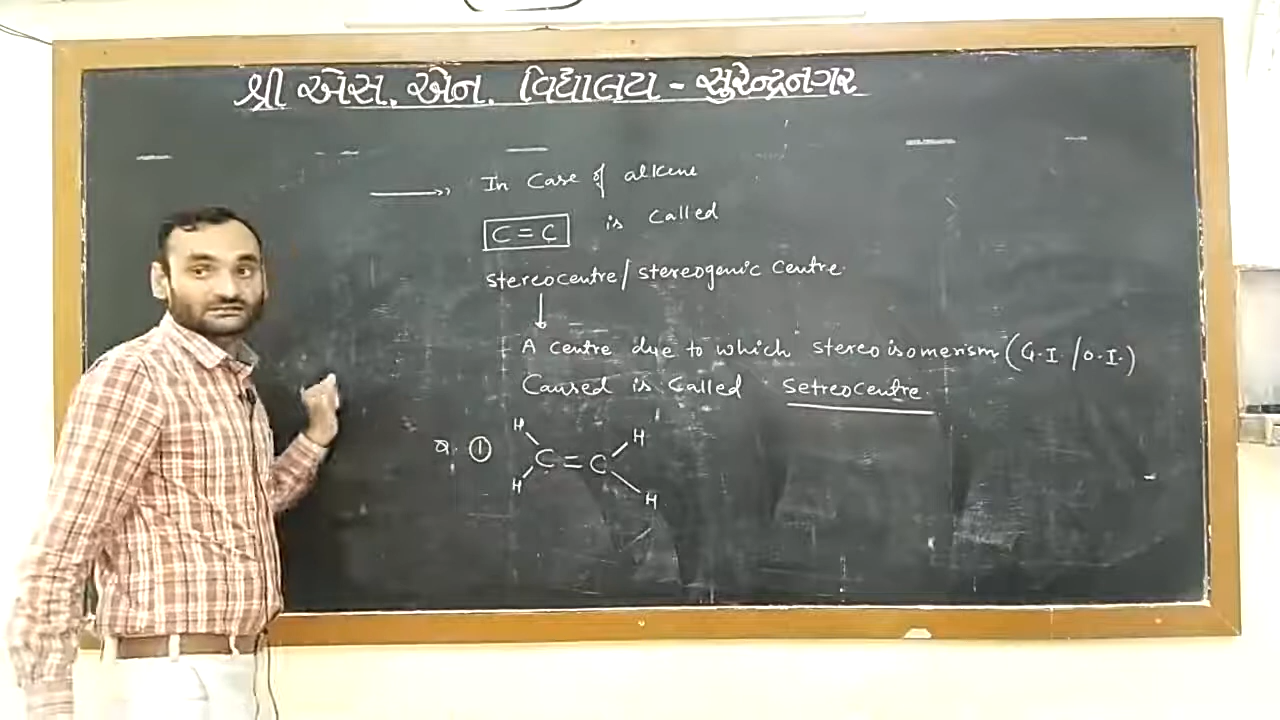 શ્રી એસ. એન. વિદ્યાલય - સુરેન્દ્રનગર
In Case of alkene
C = C is called
stereocentre/stereogenic centre.
A centre due to which stereoisomerism (G.I./O.I.)
Caused is called Setreocentre.
①
H H
C = C
H H